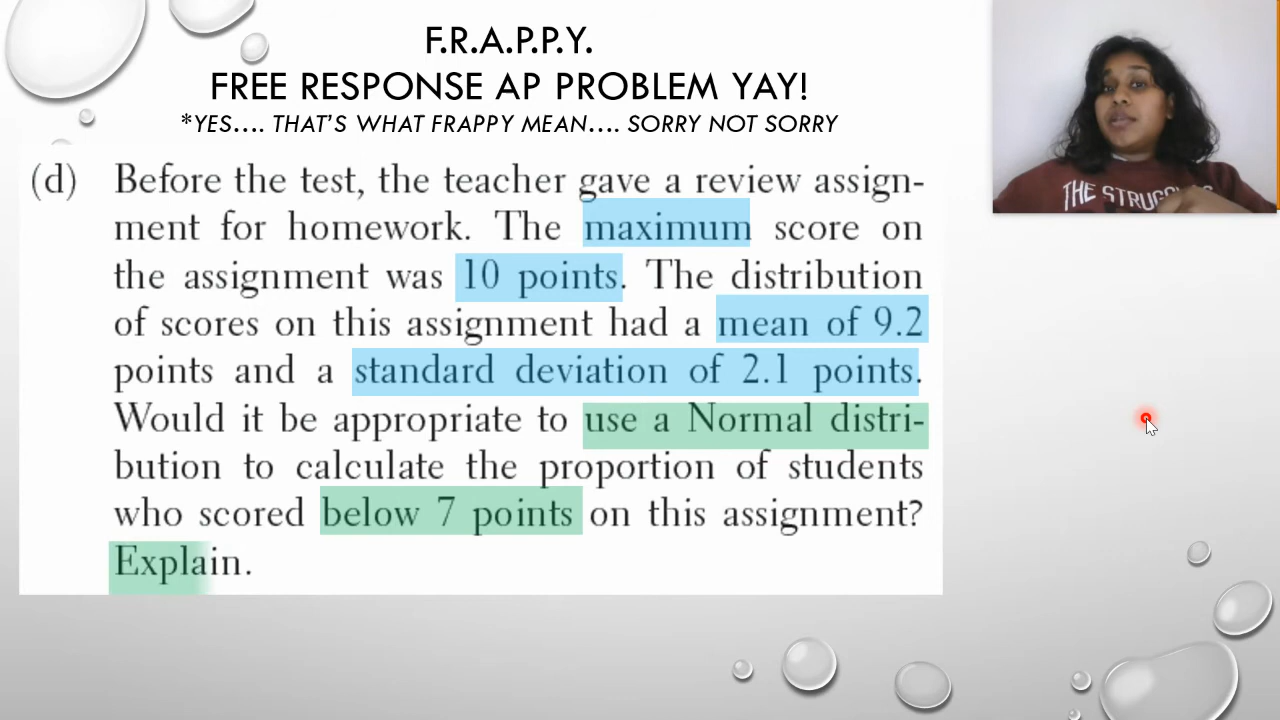 F.R.A.P.P.Y.
FREE RESPONSE AP PROBLEM YAY!
*YES.... THAT'S WHAT FRAPPY MEAN.... SORRY NOT SORRY
(d) Before the test, the teacher gave a review assign-
ment for homework. The maximum score on
the assignment was 10 points. The distribution
of scores on this assignment had a mean of 9.2
points and a standard deviation of 2.1 points.
Would it be appropriate to use a Normal distri-
bution to calculate the proportion of students
who scored below 7 points on this assignment?
Explain.
THE